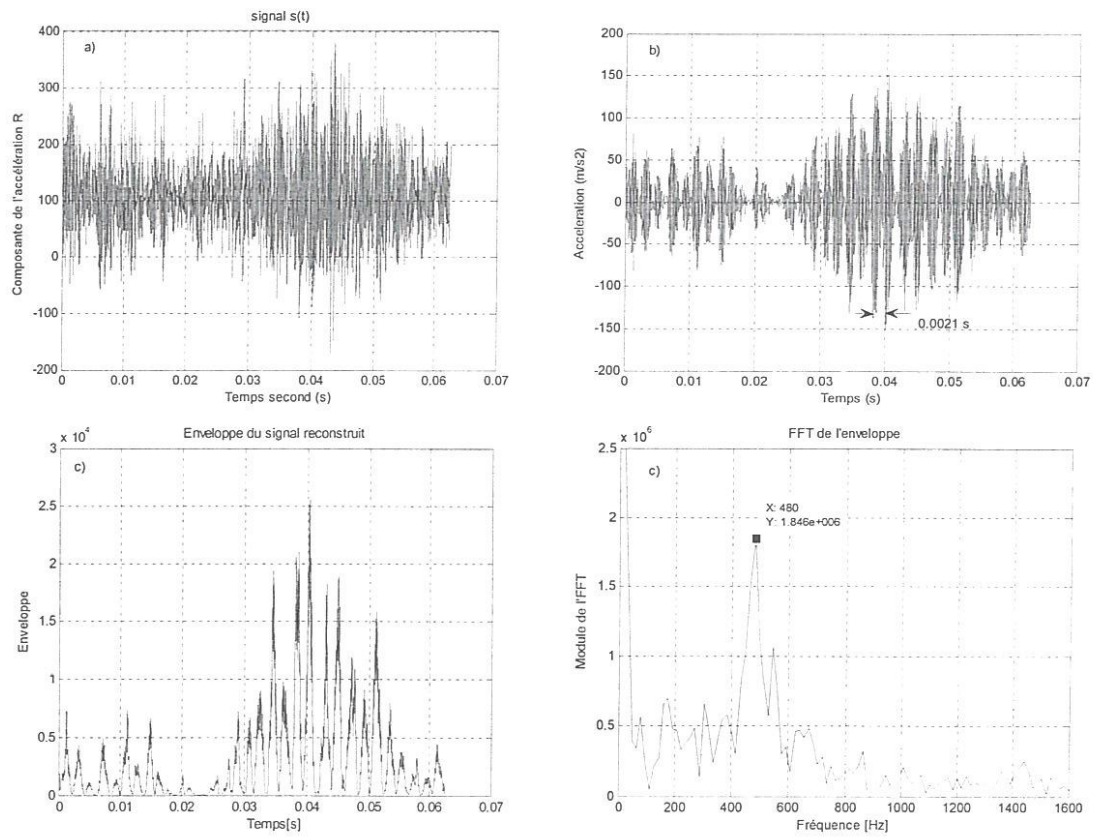 signal s(t)
a)
400
300
200
100
0
-100
-200
Composante de l'accélération R
0 0.01 0.02 0.03 0.04 0.05 0.06 0.07
Temps second (s)
b)
200
150
100
50
0
-50
-100
-150
-200
Acceleration (m/s2)
0.0021 s
0 0.01 0.02 0.03 0.04 0.05 0.06 0.07
Temps (s)
Enveloppe du signal reconstruit
x 10^4
c)
3
2.5
2
1.5
1
0.5
0
Enveloppe
0 0.01 0.02 0.03 0.04 0.05 0.06 0.07
Temps[s]
FFT de l'enveloppe
x 10^6
c)
2.5
2
1.5
1
0.5
0
Module de l'FFT
X: 480
Y: 1.846e+006
0 200 400 600 800 1000 1200 1400 1600
Fréquence [Hz]